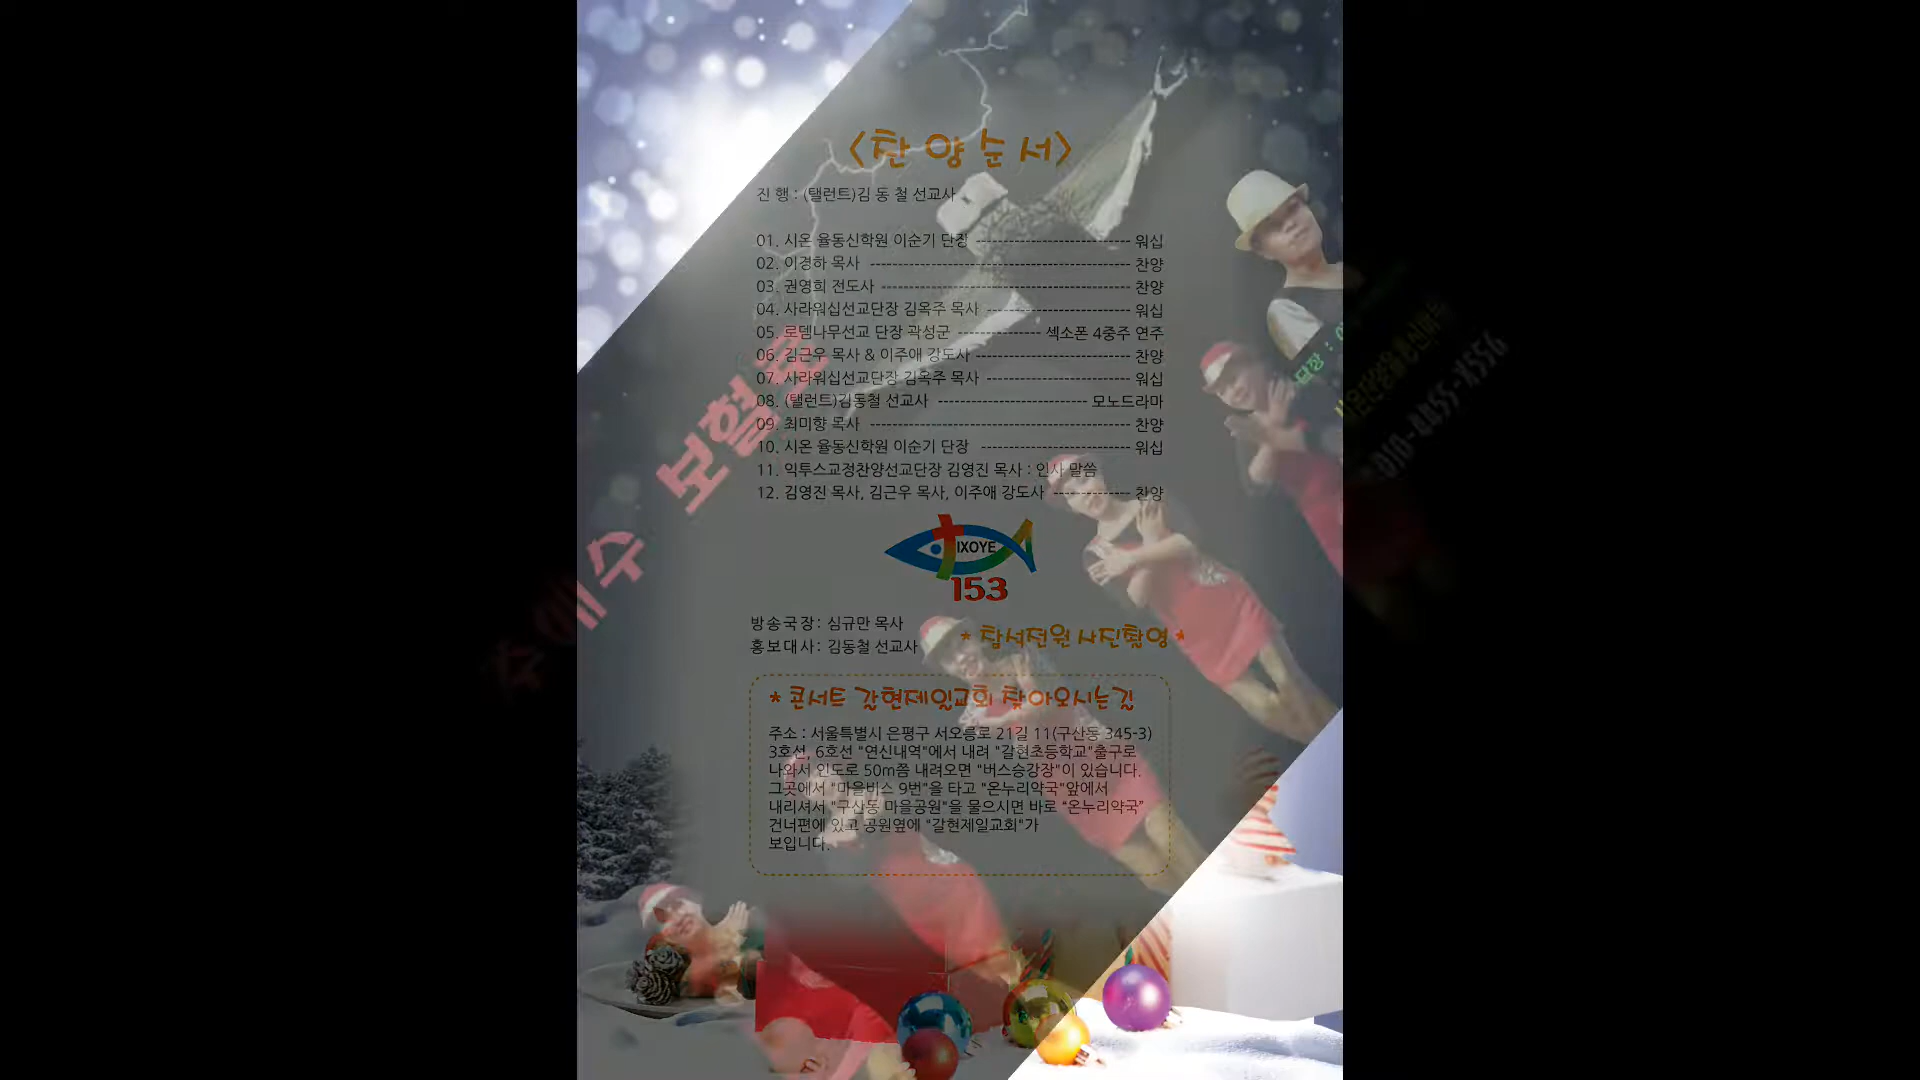 <찬양순서>
진 행 : (탤런트)김 동 철 선교사
01. 시온 율동신학원 이순기 단장 ---------------------------- 워십
02. 이경하 목사 ------------------------------------------------ 찬양
03. 권영희 전도사 ---------------------------------------------- 찬양
04. 사라워십선교단장 김옥주 목사 -------------------------- 워십
05. 로뎀나무선교 단장 곽성군 --------------- 섹소폰 4중주 연주
06. 김근우 목사 & 이주애 강도사 ---------------------------- 찬양
07. 사라워십선교단장 김옥주 목사 -------------------------- 워십
08. (탤런트)김동철 선교사 --------------------------- 모노드라마
09. 최미향 목사 ------------------------------------------------ 찬양
10. 시온 율동신학원 이순기 단장 --------------------------- 워십
11. 익투스교정찬양선교단장 김영진 목사 : 인사 말씀
12. 김영진 목사, 김근우 목사, 이주애 강도사 -------------- 찬양
IXOYE
153
방송국장: 심규만 목사
홍보대사: 김동철 선교사
* 참석전원 사진촬영 *
* 콘서트 갈현제일교회 찾아오시는길
주소 : 서울특별시 은평구 서오릉로 21길 11(구산동 345-3)
3호선, 6호선 "연신내역"에서 내려 "갈현초등학교"출구로
나와서 인도로 50m쯤 내려오면 "버스승강장"이 있습니다.
그곳에서 "마을버스 9번"을 타고 "온누리약국"앞에서
내리셔서 "구산동 마을공원"을 물으시면 바로 "온누리약국"
건너편에 있고 공원옆에 "갈현제일교회"가
보입니다.
주 예수 보혈로
단장 :